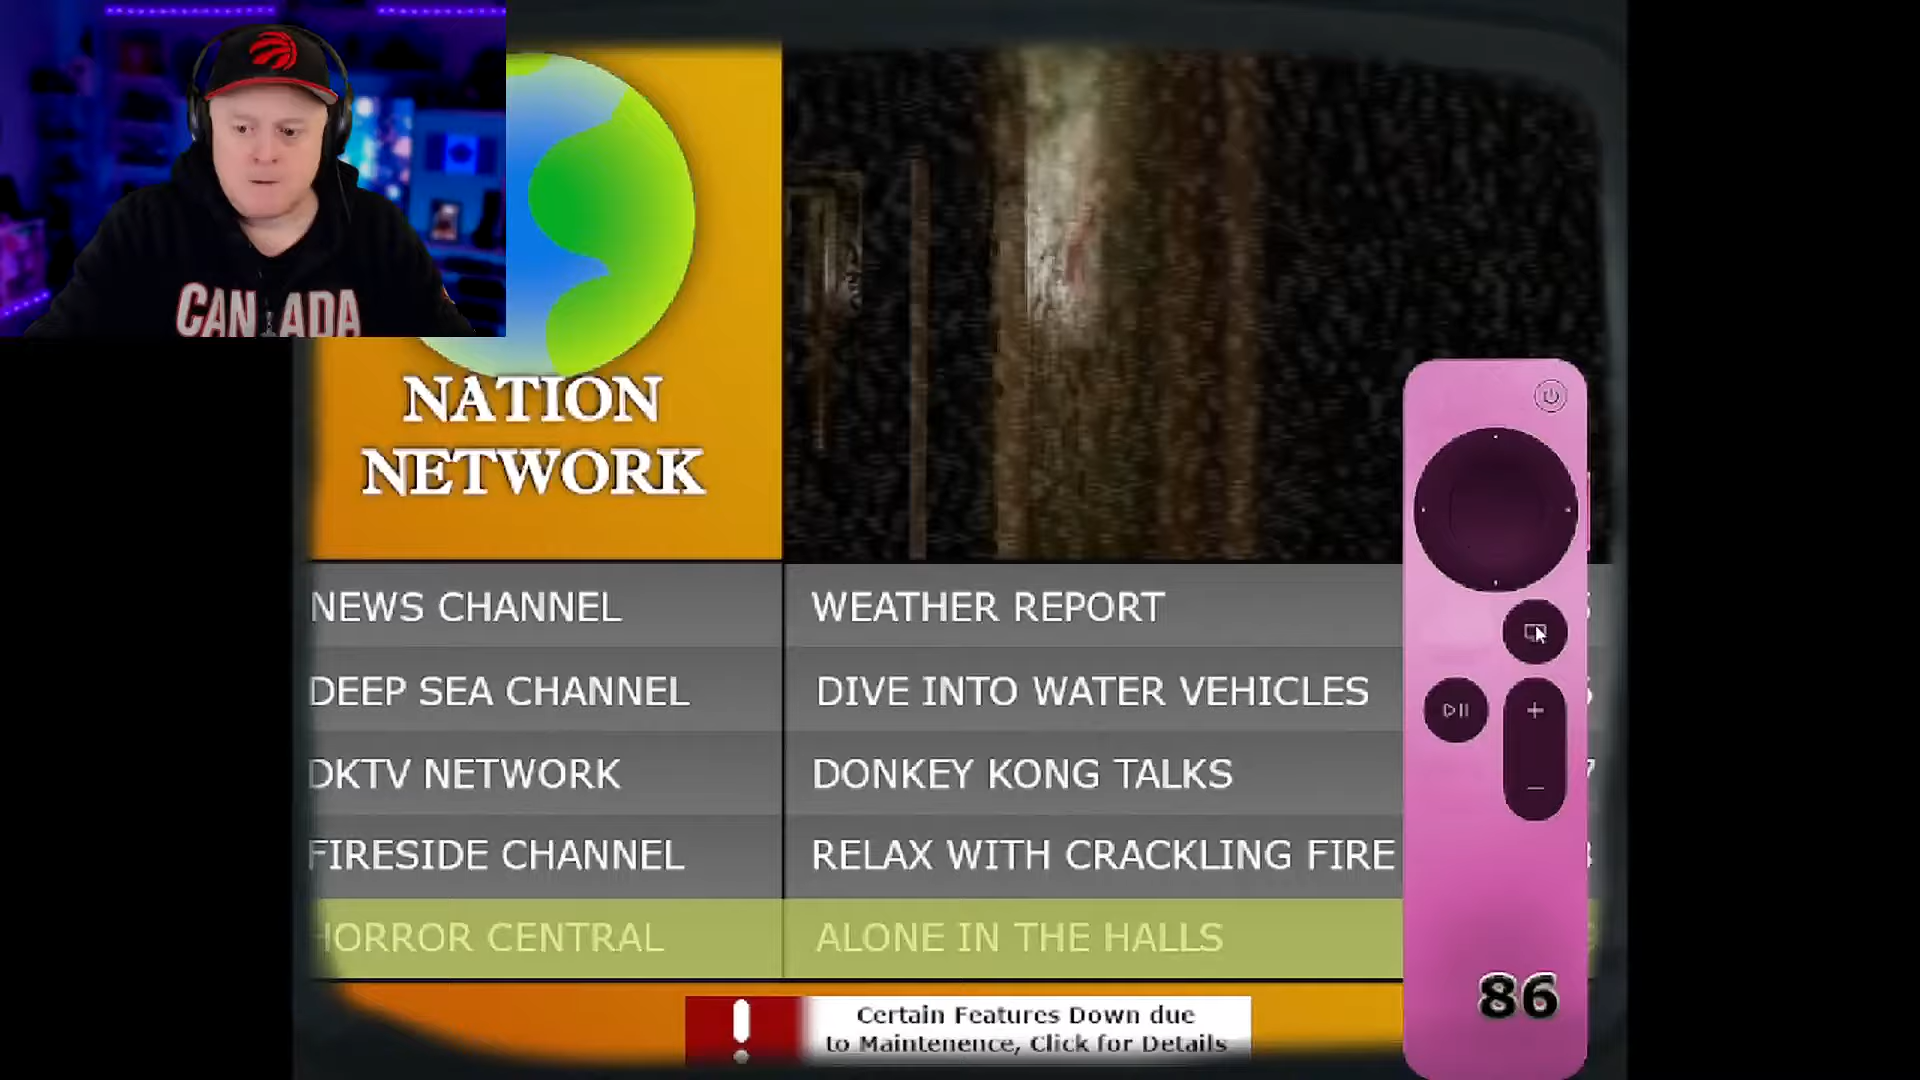 CANADA
NATION
NETWORK
NEWS CHANNEL WEATHER REPORT
DEEP SEA CHANNEL DIVE INTO WATER VEHICLES
DKTV NETWORK DONKEY KONG TALKS
FIRESIDE CHANNEL RELAX WITH CRACKLING FIRE
HORROR CENTRAL ALONE IN THE HALLS
86
! Certain Features Down due
to Maintenence, Click for Details